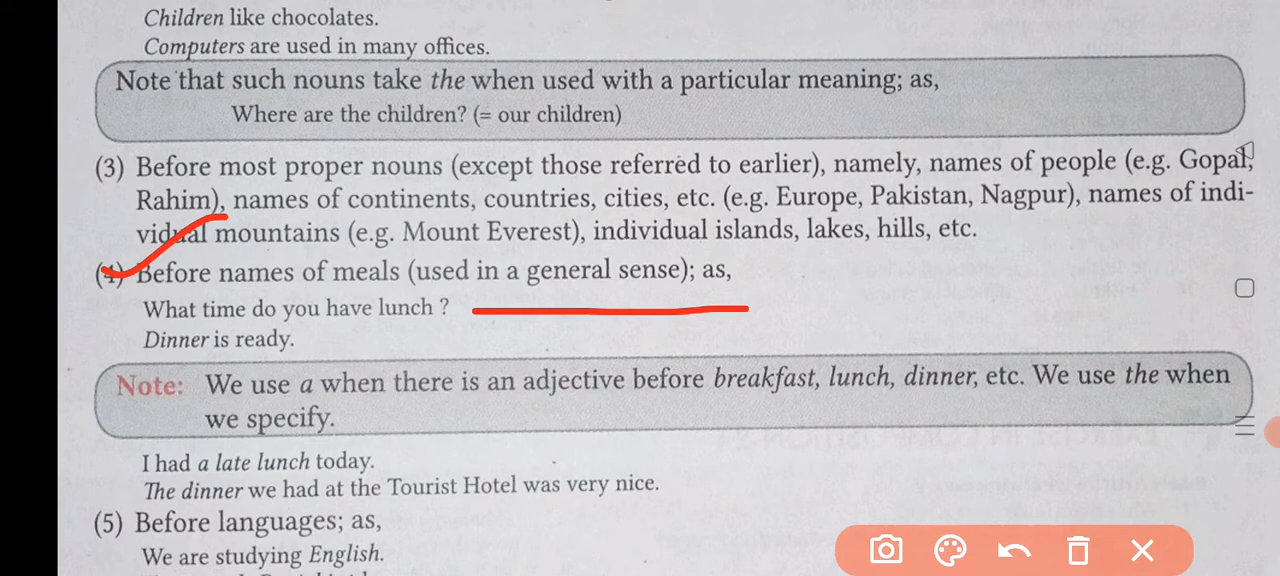 Children like chocolates.
Computers are used in many offices.
Note that such nouns take the when used with a particular meaning; as,
Where are the children? (= our children)
(3) Before most proper nouns (except those referred to earlier), namely, names of people (e.g. Gopal,
Rahim), names of continents, countries, cities, etc. (e.g. Europe, Pakistan, Nagpur), names of indi-
vidual mountains (e.g. Mount Everest), individual islands, lakes, hills, etc.
(4) Before names of meals (used in a general sense); as,
What time do you have lunch ?
Dinner is ready.
Note: We use a when there is an adjective before breakfast, lunch, dinner, etc. We use the when
we specify.
I had a late lunch today.
The dinner we had at the Tourist Hotel was very nice.
(5) Before languages; as,
We are studying English.